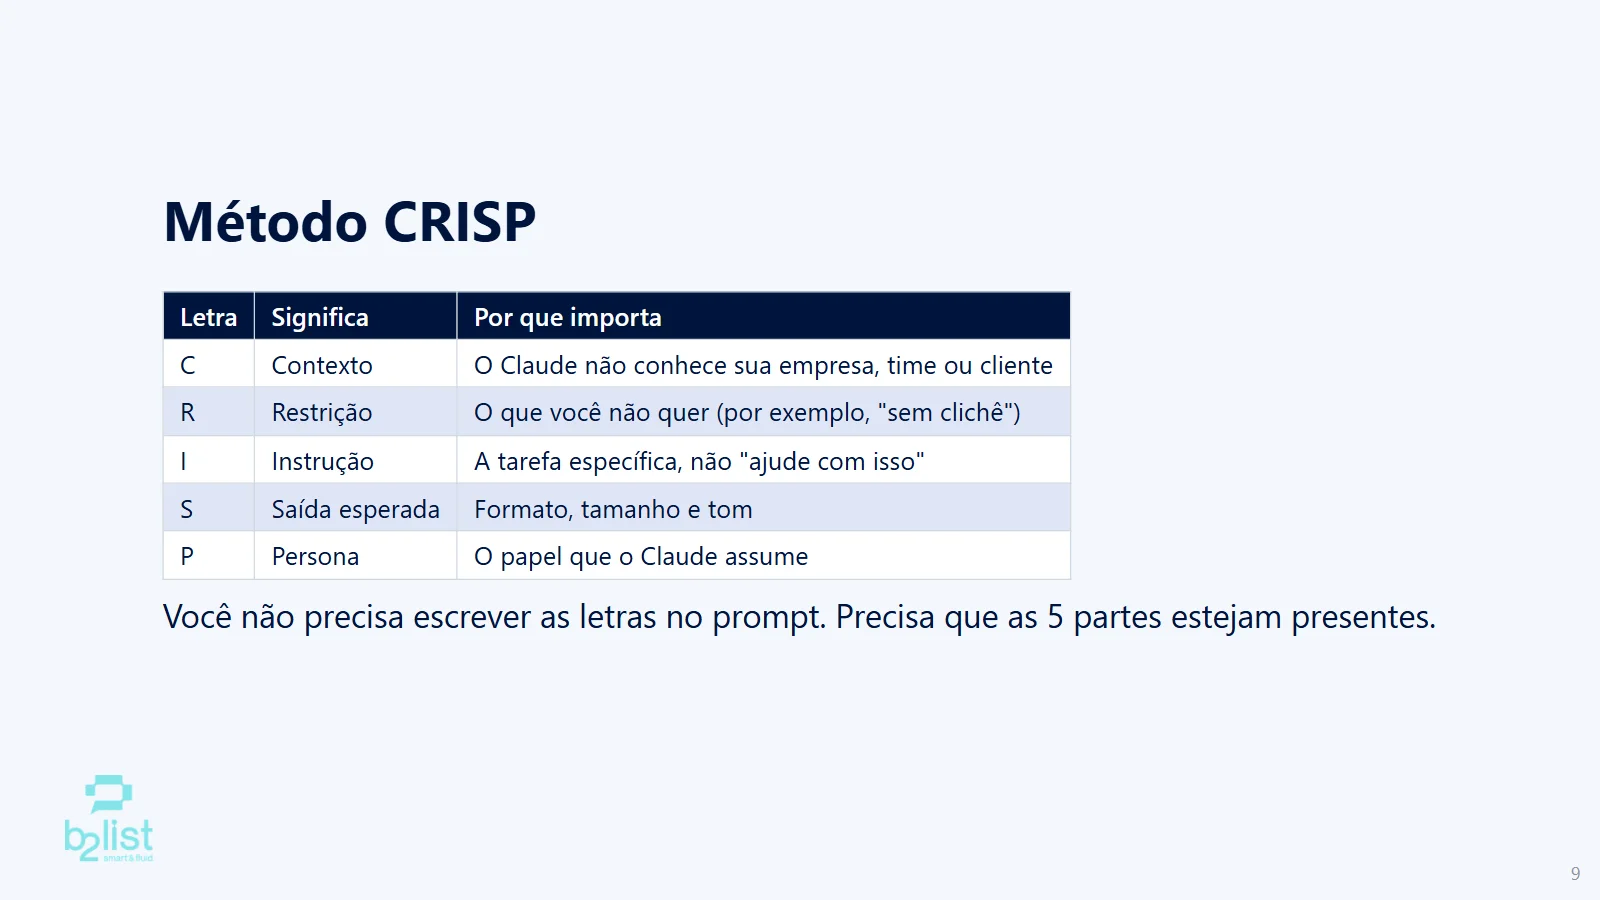 Método CRISP
Letra Significa Por que importa
C Contexto O Claude não conhece sua empresa, time ou cliente
R Restrição O que você não quer (por exemplo, "sem clichê")
I Instrução A tarefa específica, não "ajude com isso"
S Saída esperada Formato, tamanho e tom
P Persona O papel que o Claude assume
Você não precisa escrever as letras no prompt. Precisa que as 5 partes estejam presentes.
b2list
smart & fluid
9